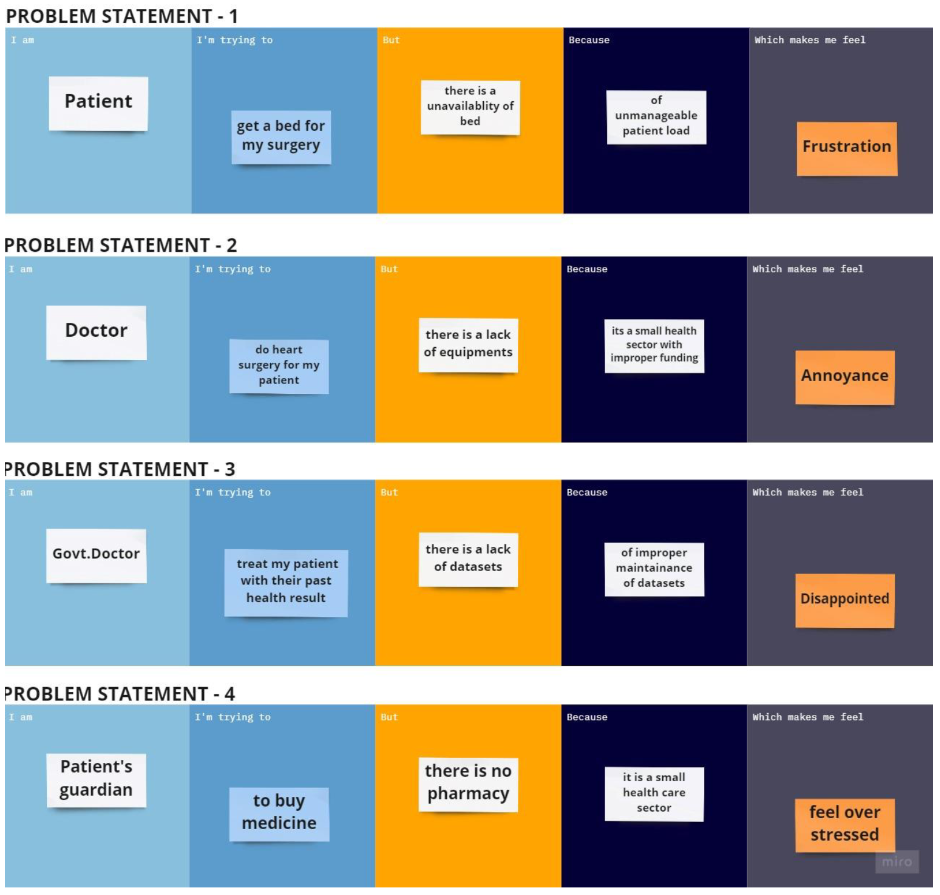 PROBLEM STATEMENT - 1
I am
I'm trying to
But
Because
Which makes me feel
Patient
get a bed for
my surgery
there is a
unavailablity of
bed
of
unmanageable
patient load
Frustration
PROBLEM STATEMENT - 2
I am
I'm trying to
But
Because
Which makes me feel
Doctor
do heart
surgery for my
patient
there is a lack
of equipments
its a small health
sector with
improper funding
Annoyance
PROBLEM STATEMENT - 3
I am
I'm trying to
But
Because
Which makes me feel
Govt.Doctor
treat my patient
with their past
health result
there is a lack
of datasets
of improper
maintainance
of datasets
Disappointed
PROBLEM STATEMENT - 4
I am
I'm trying to
But
Because
Which makes me feel
Patient's
guardian
to buy
medicine
there is no
pharmacy
it is a small
health care
sector
feel over
stressed
miro